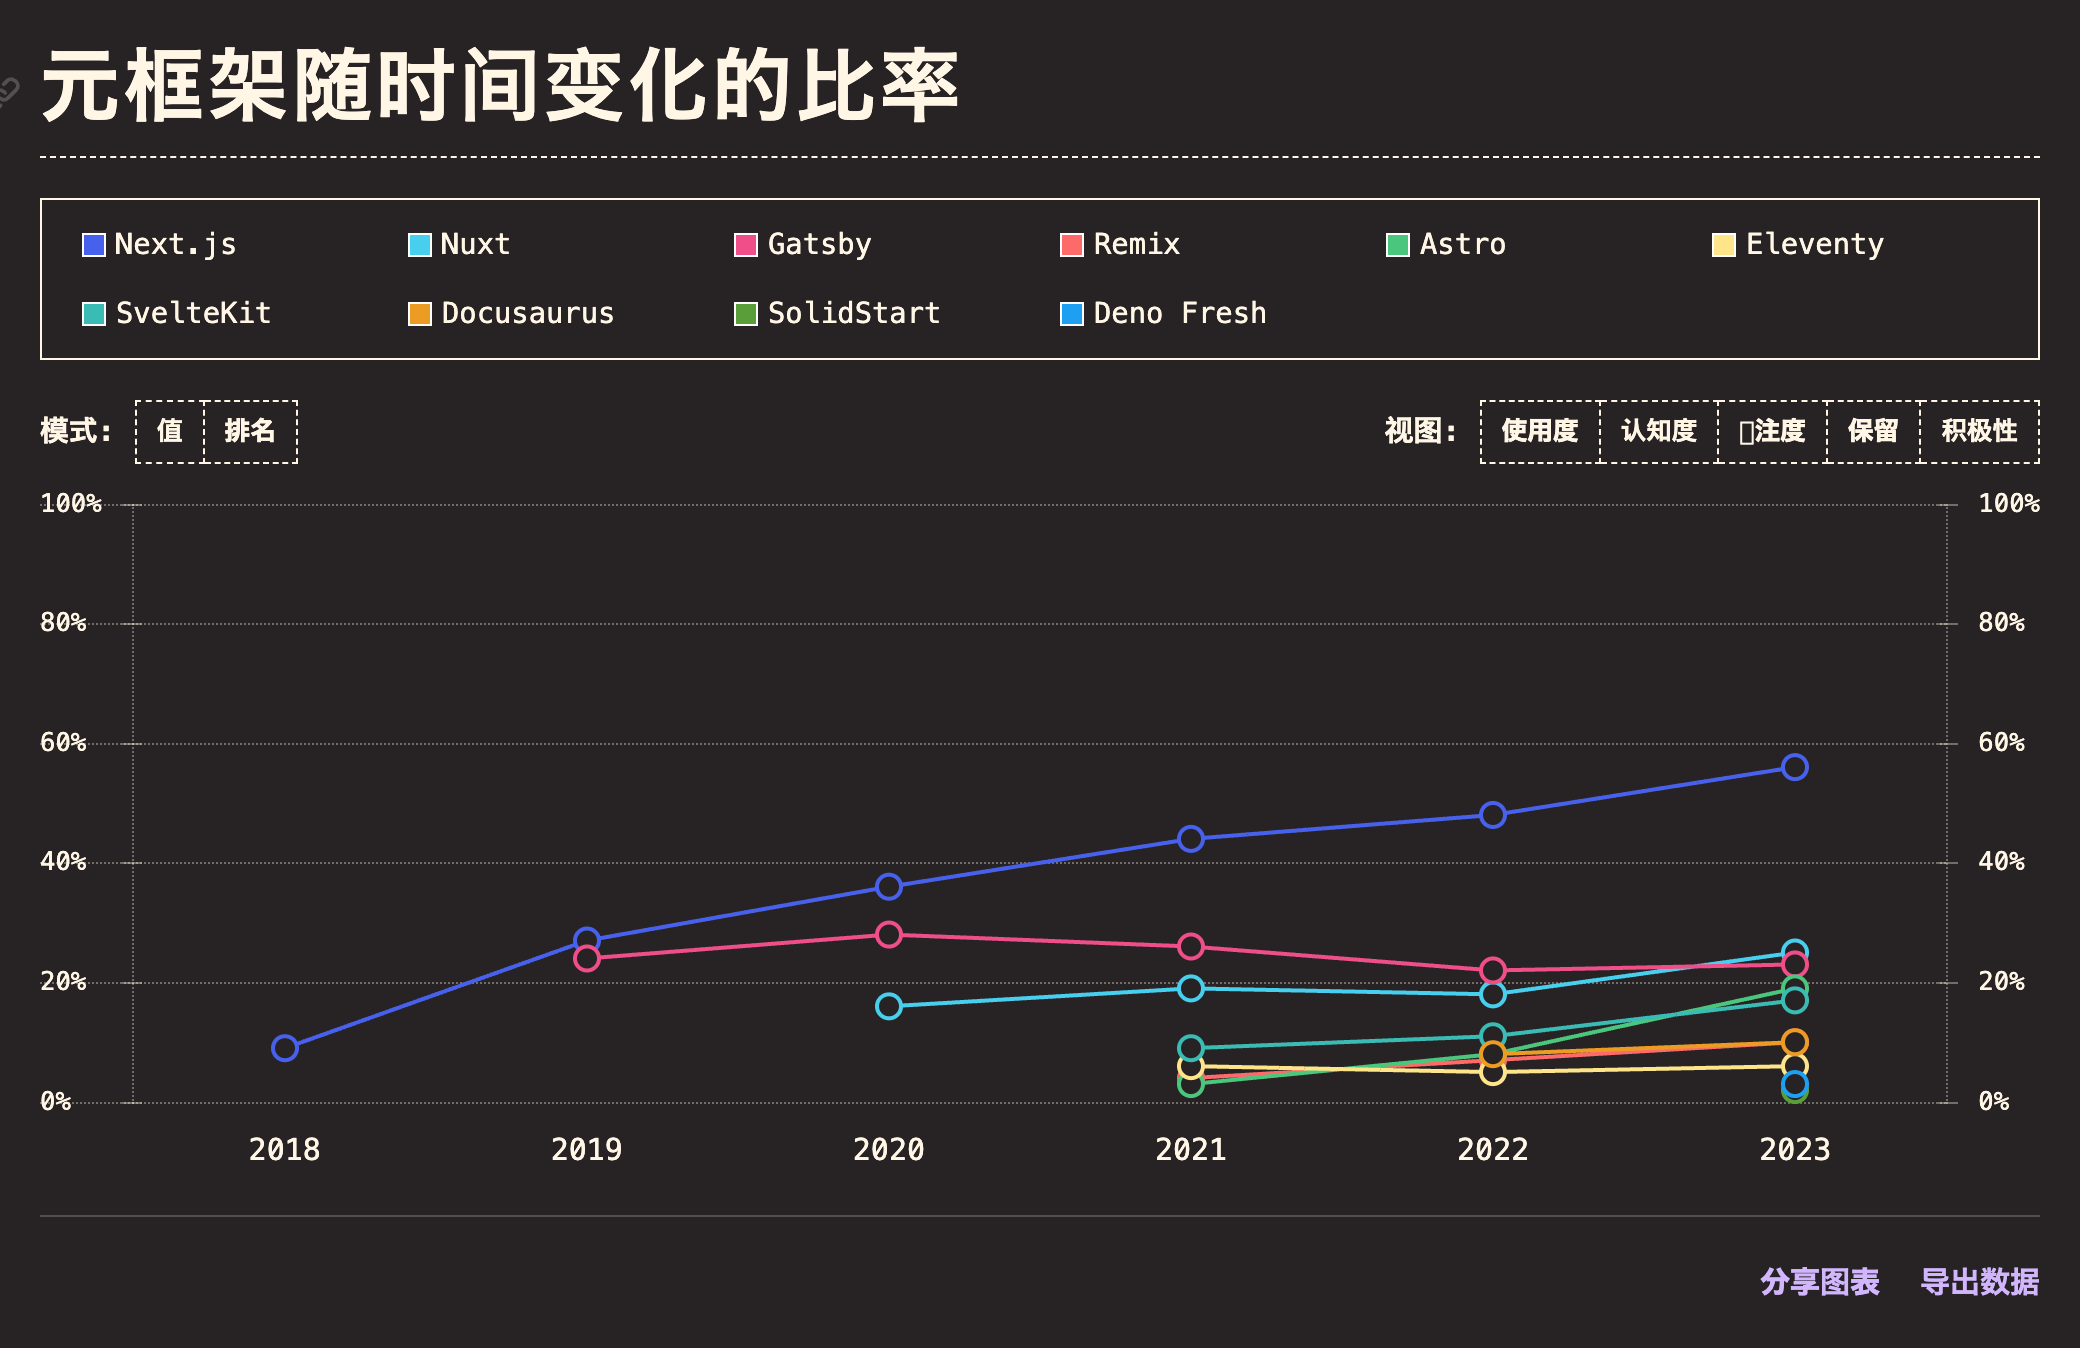 元框架随时间变化的比率
Next.js Nuxt Gatsby Remix Astro Eleventy
SvelteKit Docusaurus SolidStart Deno Fresh
模式: 值 排名 视图: 使用度 认知度 注度 保留 积极性
100% 100%
80% 80%
60% 60%
40% 40%
20% 20%
0% 0%
2018 2019 2020 2021 2022 2023
分享图表 导出数据